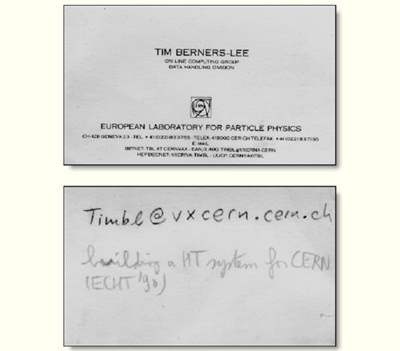 TIM BERNERS-LEE
ON-LINE COMPUTING GROUP
DATA HANDLING DIVISION
EUROPEAN LABORATORY FOR PARTICLE PHYSICS
E-MAIL
Timbl@vxcern.cern.ch
building a HT system for CERN
(ECHT '90)